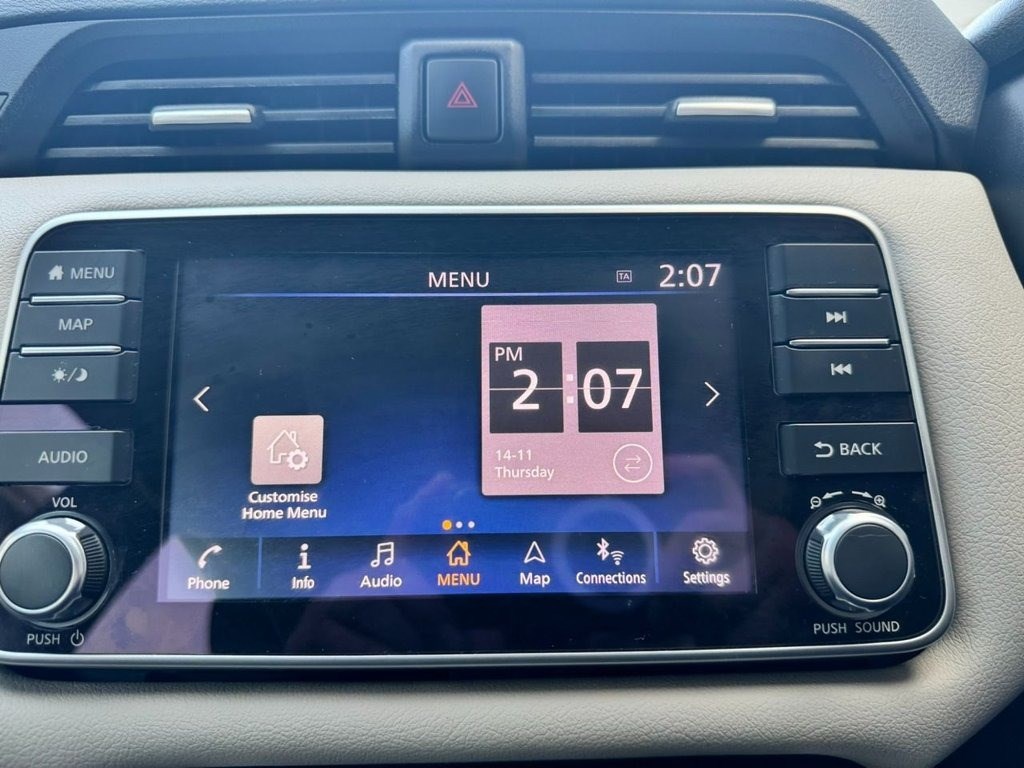 MENU
MAP
AUDIO
VOL
PUSH
MENU
TA
2:07
PM
2:07
14-11
Thursday
Customise
Home Menu
Phone
Info
Audio
MENU
Map
Connections
Settings
BACK
PUSH SOUND